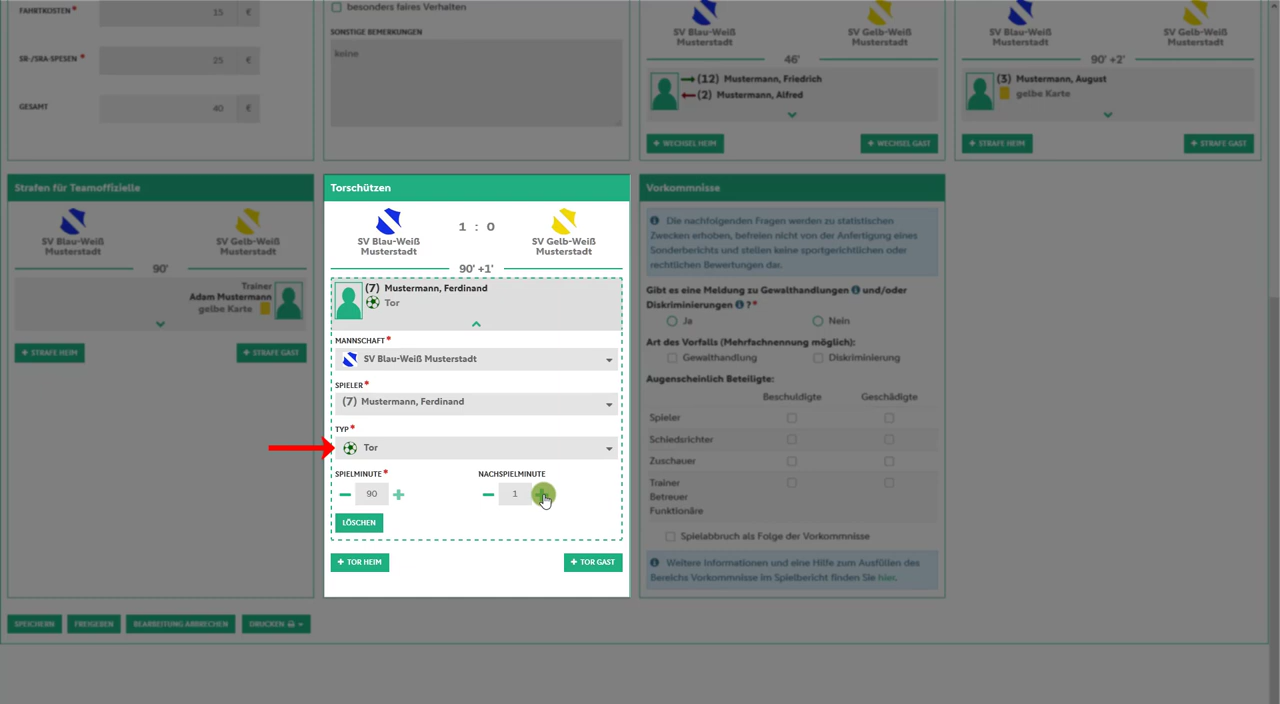 FAHRTKOSTEN *
15 €
SR-/SRA-SPESEN *
25 €
GESAMT
40 €
besonders faires Verhalten
SONSTIGE BEMERKUNGEN
keine
SV Blau-Weiß
Musterstadt
SV Gelb-Weiß
Musterstadt
46'
(12) Mustermann, Friedrich
(2) Mustermann, Alfred
+ WECHSEL HEIM
+ WECHSEL GAST
SV Blau-Weiß
Musterstadt
SV Gelb-Weiß
Musterstadt
90' +2'
(3) Mustermann, August
gelbe Karte
+ STRAFE HEIM
+ STRAFE GAST
Strafen für Teamoffizielle
SV Blau-Weiß
Musterstadt
SV Gelb-Weiß
Musterstadt
90'
Trainer
Adam Mustermann
gelbe Karte
+ STRAFE HEIM
+ STRAFE GAST
Torschützen
1 : 0
SV Blau-Weiß
Musterstadt
SV Gelb-Weiß
Musterstadt
90' +1'
(7) Mustermann, Ferdinand
Tor
MANNSCHAFT *
SV Blau-Weiß Musterstadt
SPIELER *
(7) Mustermann, Ferdinand
TYP *
Tor
SPIELMINUTE *
NACHSPIELMINUTE
90
1
LÖSCHEN
+ TOR HEIM
+ TOR GAST
Vorkommnisse
Die nachfolgenden Fragen werden zu statistischen
Zwecken erhoben, befreien nicht von der Anfertigung eines
Sonderberichts und stellen keine sportgerichtlichen oder
rechtlichen Bewertungen dar.
Gibt es eine Meldung zu Gewalthandlungen und/oder
Diskriminierungen ? *
Ja
Nein
Art des Vorfalls (Mehrfachnennung möglich):
Gewalthandlung
Diskriminierung
Augenscheinlich Beteiligte:
Beschuldigte
Geschädigte
Spieler
Schiedsrichter
Zuschauer
Trainer
Betreuer
Funktionäre
Spielabbruch als Folge der Vorkommnisse
Weitere Informationen und eine Hilfe zum Ausfüllen des
Bereichs Vorkommnisse im Spielbericht finden Sie hier.
SPEICHERN
FREIGEBEN
BEARBEITUNG ABBRECHEN
DRUCKEN